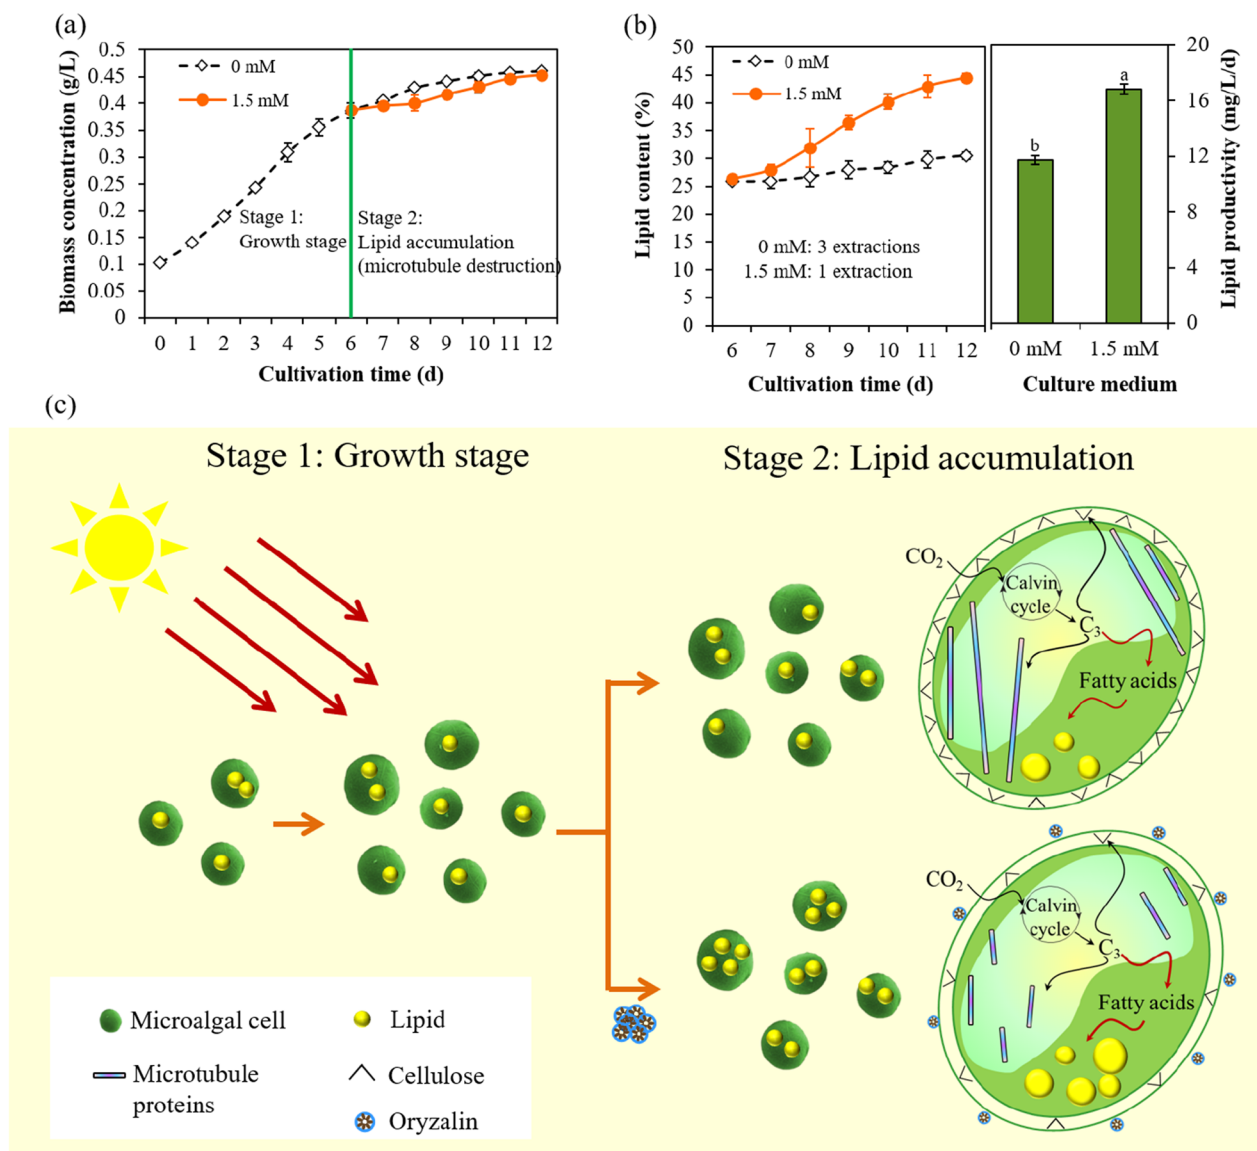 (a)
Biomass concentration (g/L)
0.5
0.45
0.4
0.35
0.3
0.25
0.2
0.15
0.1
0.05
0
0 mM
1.5 mM
Stage 1:
Growth stage
Stage 2:
Lipid accumulation
(microtubule destruction)
0 1 2 3 4 5 6 7 8 9 10 11 12
Cultivation time (d)
(b)
Lipid content (%)
50
45
40
35
30
25
20
15
10
5
0
0 mM
1.5 mM
0 mM: 3 extractions
1.5 mM: 1 extraction
6 7 8 9 10 11 12
Cultivation time (d)
b
a
20
16
12
8
4
0
Lipid productivity (mg/L/d)
0 mM 1.5 mM
Culture medium
(c)
Stage 1: Growth stage
Stage 2: Lipid accumulation
CO2
Calvin
cycle
C3
Fatty acids
CO2
Calvin
cycle
C3
Fatty acids
Microalgal cell
Lipid
Microtubule
proteins
Cellulose
Oryzalin